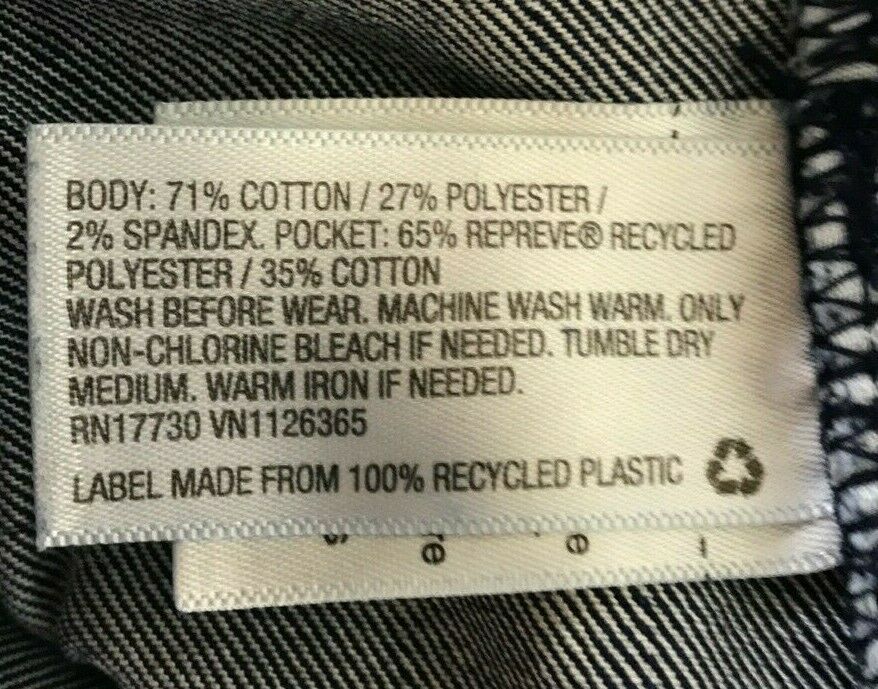 BODY: 71% COTTON / 27% POLYESTER /
2% SPANDEX. POCKET: 65% REPREVE® RECYCLED
POLYESTER / 35% COTTON
WASH BEFORE WEAR. MACHINE WASH WARM. ONLY
NON-CHLORINE BLEACH IF NEEDED. TUMBLE DRY
MEDIUM. WARM IRON IF NEEDED.
RN17730 VN1126365
LABEL MADE FROM 100% RECYCLED PLASTIC